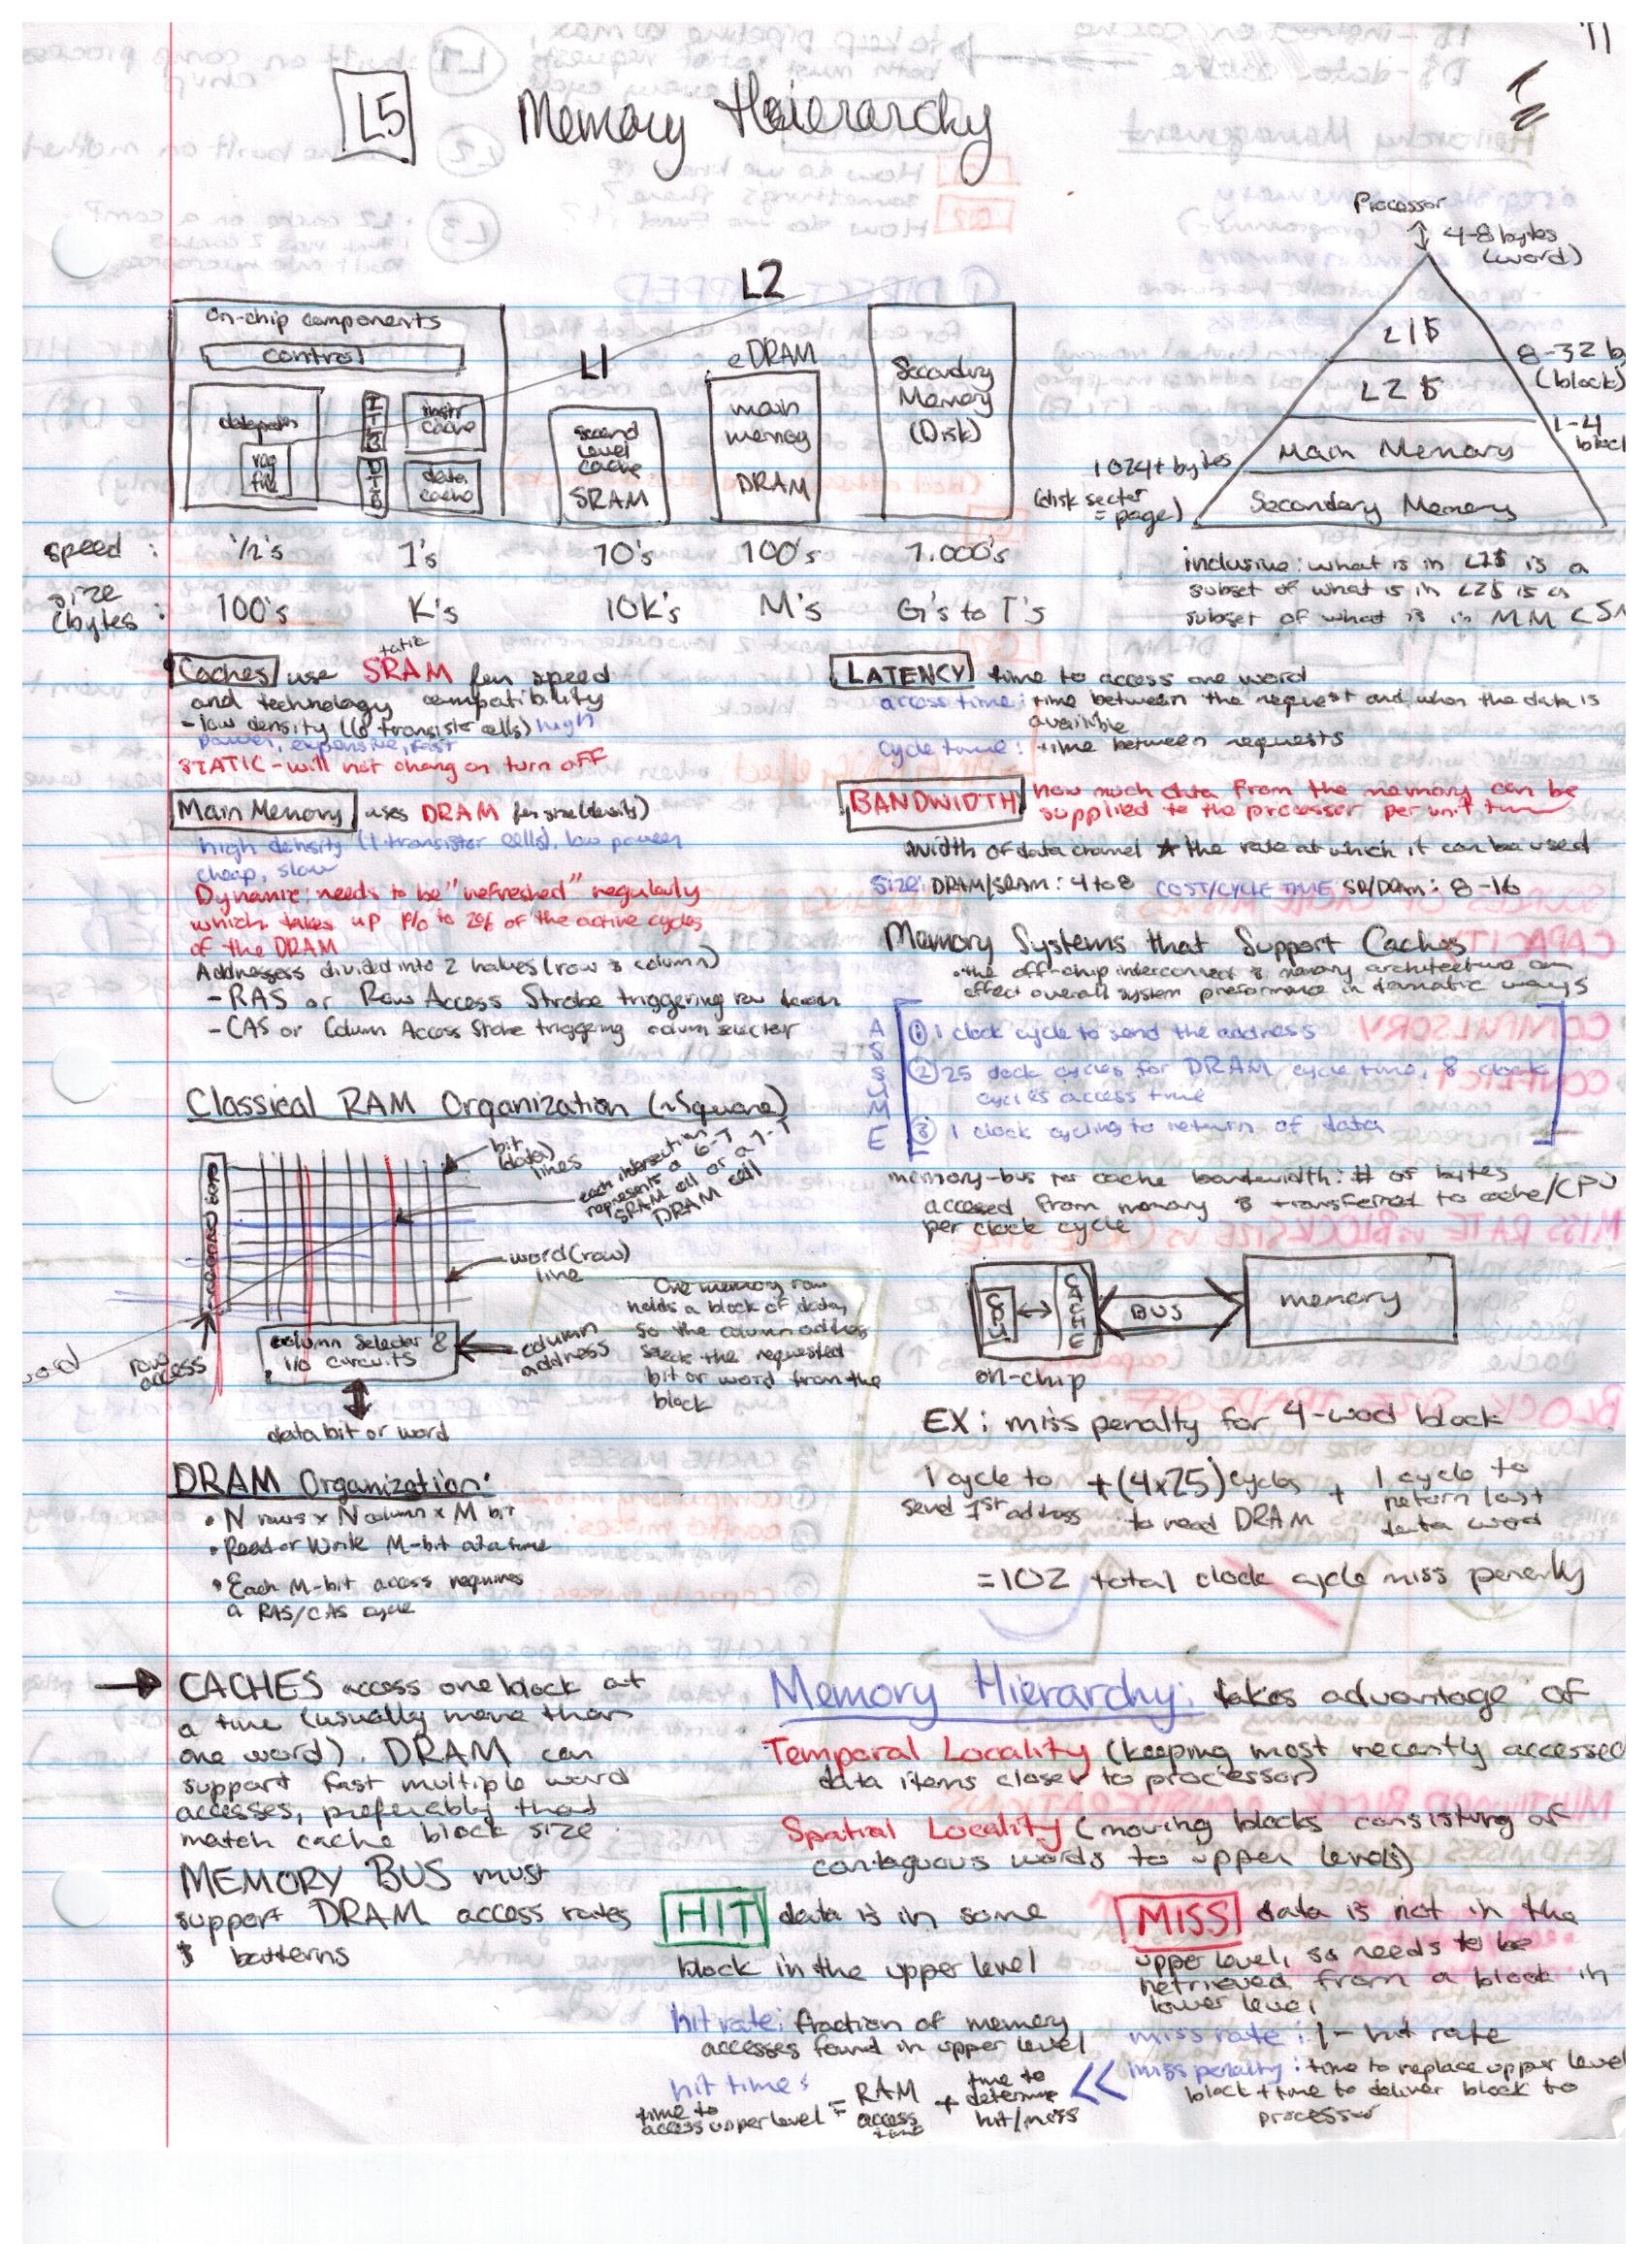 11
L5 Memory Heierarchy
Processor
4-8 bytes
(word)
L1$
8-32 b
(block)
L2$
1-4
block
Main Memory
1024+ bytes
(disk sector
= page)
Secondary Memory
inclusive: what is in L1$ is a
subset of what is in L2$ is a
subset of what is in MM
on-chip components
control
datapath
reg
file
ITLB
DTLB
instr
cache
data
cache
L1
second
level
cache
SRAM
L2
eDRAM
main
memory
DRAM
Secondary
Memory
(Disk)
speed : 1/2's 1's 10's 100's 1.000's
size
(bytes : 100's K's 10K's M's G's to T's
Caches use SRAM for speed
tatic
and technology compatibility
- low density (6 transistor cells) high
power, expensive, fast
STATIC - will not change on turn off
Main Memory uses DRAM for size (density)
high density (1 transistor cells), low power
cheap, slow
Dynamic: needs to be "refreshed" regularly
which takes up 1% to 2% of the active cycles
of the DRAM
Addressess divided into 2 halves (row & column)
- RAS or Row Access Strobe triggering row decoder
- CAS or Column Access Strobe triggering column selector
Classical RAM Organization (~Square)
row decoder
bit
(data)
lines
each intersection
represents a 6-T
SRAM cell or a 1-T
DRAM cell
word (row)
line
One memory row
holds a block of data,
so the column address
selects the requested
bit or word from the
block
column selector &
I/O circuits
column
address
row
access
data bit or word
DRAM Organization:
• N rows x N column x M bit
• Read or Write M-bit at a time
• Each M-bit access requires
a RAS/CAS cycle
→ CACHES access one block at
a time (usually more than
one word). DRAM can
support fast multiple word
accesses, preferably that
match cache block size.
MEMORY BUS must
support DRAM access rates
& patterns
LATENCY time to access one word
access time: time between the request and when the data is
available
cycle time: time between requests
BANDWIDTH how much data from the memory can be
supplied to the processor per unit time
width of data channel * the rate at which it can be used
Size: DRAM/SRAM: 4 to 8 COST/CYCLE TIME SR/DRAM: 8-16
Memory Systems that Support Caches
• the off-chip interconnect & memory architecture can
effect overall system preformance in dramatic ways
ASSUME
① 1 clock cycle to send the address
② 25 clock cycles for DRAM cycle time, 8 clock
cycles access time
③ 1 clock cycling to return of data
memory-bus to cache bandwidth: # of bytes
accesed from memory & transferred to cache/CPU
per clock cycle
CPU
CACHE
BUS
memory
on-chip
EX: miss penalty for 4-word block
1 cycle to
send 1st address
+ (4x25) cycles
to read DRAM
+ 1 cycle to
return last
data word
= 102 total clock cycle miss penalty
Memory Hierarchy: takes advantage of
Temporal Locality (keeping most recently accessed
data items closer to processor)
Spatial Locality (moving blocks consisting of
contiguous words to upper levels)
HIT data is in some
block in the upper level
hit rate: fraction of memory
accesses found in upper level
hit time:
time to
access upper level = RAM
access
time
+ time to
determine
hit/miss
<<
MISS data is not in the
upper level, so needs to be
retrieved from a block in
lower level
miss rate: 1 - hit rate
miss penalty: time to replace upper level
block + time to deliver block to
processor